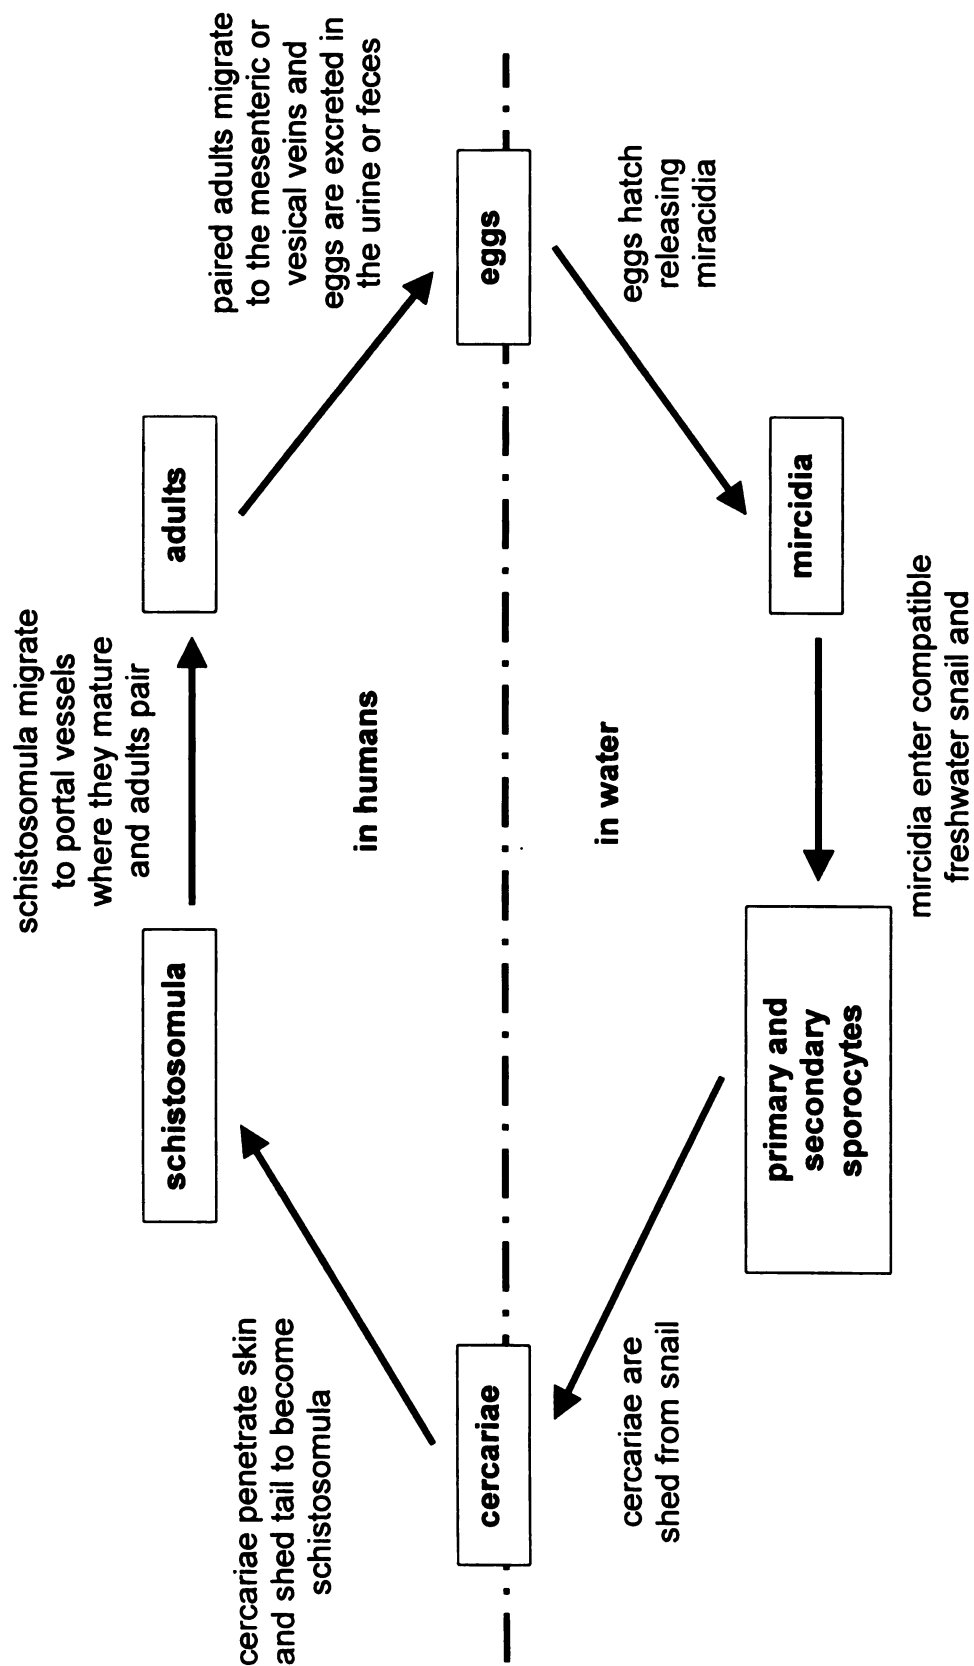 schistosomula migrate
to portal vessels
where they mature
and adults pair
schistosomula
adults
cercariae penetrate skin
and shed tail to become
schistosomula
paired adults migrate
to the mesenteric or
vesical veins and
eggs are excreted in
the urine or feces
in humans
cercariae
eggs
in water
cercariae are
shed from snail
eggs hatch
releasing
miracidia
primary and
secondary
sporocytes
mircidia
mircidia enter compatible
freshwater snail and